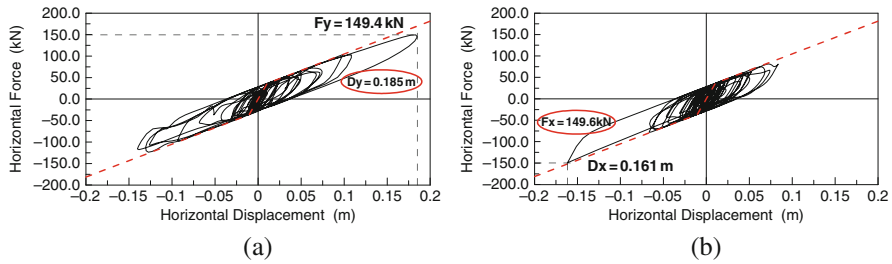 Fy = 149.4 kN
Dy = 0.185 m
200.0
150.0
100.0
50.0
0.0
−50.0
−100.0
−150.0
−200.0
Horizontal Force (kN)
−0.2 −0.15 −0.1 −0.05 0 0.05 0.1 0.15 0.2
Horizontal Displacement (m)
(a)
Fx = 149.6kN
Dx = 0.161 m
200.0
150.0
100.0
50.0
0.0
−50.0
−100.0
−150.0
−200.0
Horizontal Force (kN)
−0.2 −0.15 −0.1 −0.05 0 0.05 0.1 0.15 0.2
Horizontal Displacement (m)
(b)